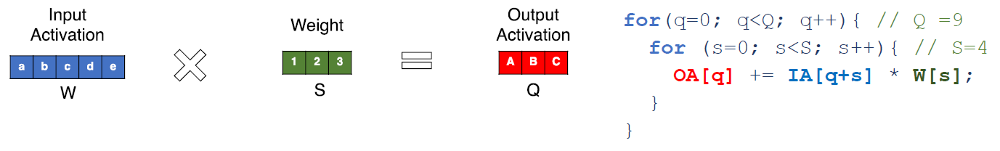 Input
Activation
a b c d e
W
Weight
1 2 3
S
Output
Activation
A B C
Q
for(q=0; q<Q; q++){ // Q =9
for (s=0; s<S; s++){ // S=4
OA[q] += IA[q+s] * W[s];
}
}